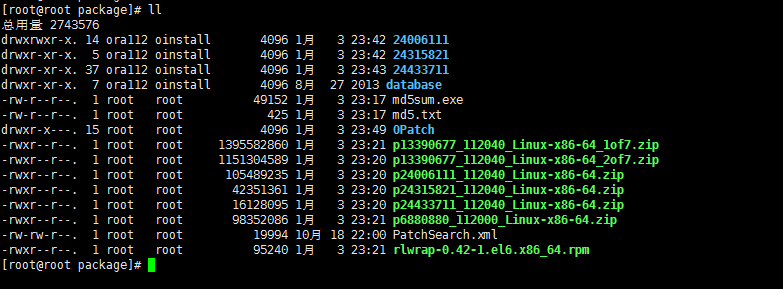 [root@root package]# ll
总用量 2743576
drwxrwxr-x. 14 ora112 oinstall 4096 1月 3 23:42 24006111
drwxr-xr-x. 5 ora112 oinstall 4096 1月 3 23:42 24315821
drwxr-xr-x. 37 ora112 oinstall 4096 1月 3 23:43 24433711
drwxr-xr-x. 7 ora112 oinstall 4096 8月 27 2013 database
-rw-r--r--. 1 root root 49152 1月 3 23:17 md5sum.exe
-rw-r--r--. 1 root root 425 1月 3 23:17 md5.txt
drwxr-x---. 15 root root 4096 1月 3 23:49 OPatch
-rwxr--r--. 1 root root 1395582860 1月 3 23:21 p13390677_112040_Linux-x86-64_1of7.zip
-rwxr--r--. 1 root root 1151304589 1月 3 23:20 p13390677_112040_Linux-x86-64_2of7.zip
-rwxr--r--. 1 root root 105489235 1月 3 23:20 p24006111_112040_Linux-x86-64.zip
-rwxr--r--. 1 root root 42351361 1月 3 23:20 p24315821_112040_Linux-x86-64.zip
-rwxr--r--. 1 root root 16128095 1月 3 23:20 p24433711_112040_Linux-x86-64.zip
-rwxr--r--. 1 root root 98352086 1月 3 23:21 p6880880_112000_Linux-x86-64.zip
-rw-rw-r--. 1 root root 19994 10月 18 22:00 PatchSearch.xml
-rwxr--r--. 1 root root 95240 1月 3 23:21 rlwrap-0.42-1.el6.x86_64.rpm
[root@root package]#